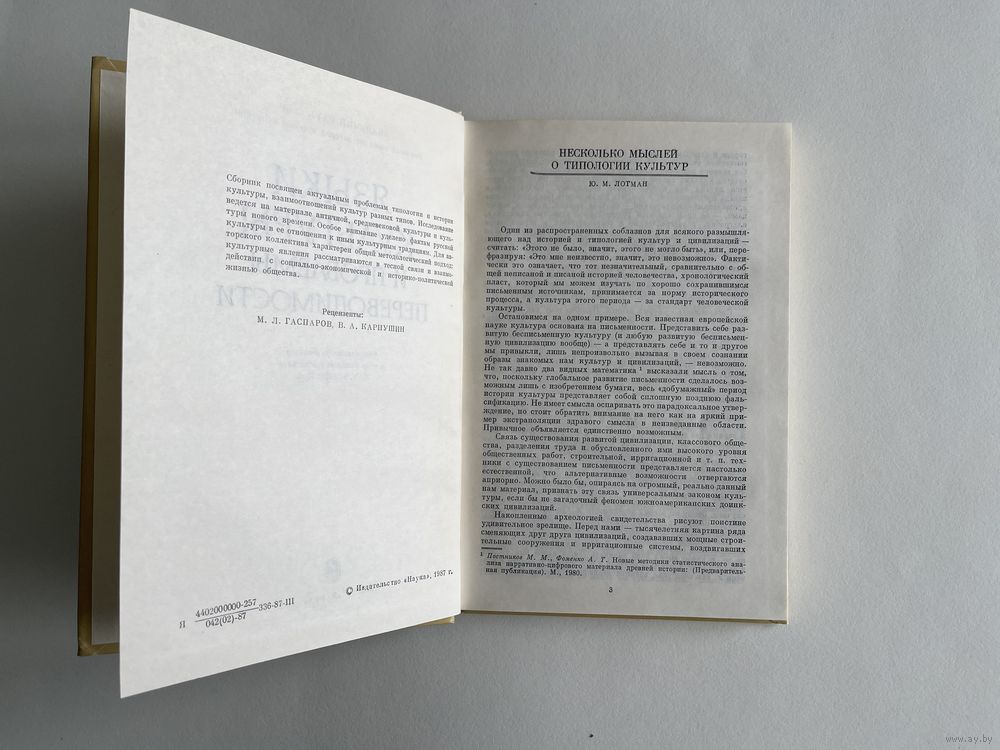 Сборник посвящен актуальным проблемам типологии и истории
культуры, взаимоотношений культур разных типов. Исследование
ведется на материале античной, средневековой культуры и куль-
туры нового времени. Особое внимание уделено фактам русской
культуры в ее отношении к иным культурным традициям. Для ав-
торского коллектива характерен общий методологический подход:
культурные явления рассматриваются в тесной связи и взаимо-
действии с социально-экономической и историко-политической
жизнью общества.
Рецензенты:
М. Л. ГАСПАРОВ, В. А. КАРПУШИН
Я 4402000000-257
042(02)-87
336-87-III
© Издательство «Наука», 1987 г.
НЕСКОЛЬКО МЫСЛЕЙ
О ТИПОЛОГИИ КУЛЬТУР
Ю. М. ЛОТМАН
Один из распространенных соблазнов для всякого размышля-
ющего над историей и типологией культур и цивилизаций —
считать: «Этого не было, значит, этого не могло быть», или, пере-
фразируя: «Это мне неизвестно, значит, это невозможно». Факти-
чески это означает, что тот незначительный, сравнительно с об-
щей неписаной и писаной историей человечества, хронологический
пласт, который мы можем изучать по хорошо сохранившимся
письменным источникам, принимается за норму исторического
процесса, а культура этого периода — за стандарт человеческой
культуры.
Остановимся на одном примере. Вся известная европейской
науке культура основана на письменности. Представить себе раз-
витую бесписьменную культуру (и любую развитую бесписьмен-
ную цивилизацию вообще) — а представлять себе и то и другое
мы привыкли, лишь непроизвольно вызывая в своем сознании
образы знакомых нам культур и цивилизаций, — невозможно.
Не так давно два видных математика ¹ высказали мысль о том,
что, поскольку глобальное развитие письменности сделалось воз-
можным лишь с изобретением бумаги, весь «добумажный» период
истории культуры представляет собой сплошную позднюю фаль-
сификацию. Не имеет смысла оспаривать это парадоксальное утвер-
ждение, но стоит обратить внимание на него как на яркий при-
мер экстраполяции здравого смысла в неизведанные области.
Привычное объявляется единственно возможным.
Связь существования развитой цивилизации, классового обще-
ства, разделения труда и обусловленного ими высокого уровня
общественных работ, строительной, ирригационной и т. п. тех-
ники с существованием письменности представляется настолько
естественной, что альтернативные возможности отвергаются
априорно. Можно было бы, опираясь на огромный, реально данный
нам материал, признать эту связь универсальным законом куль-
туры, если бы не загадочный феномен южноамериканских доинк-
ских цивилизаций.
Накопленные археологией свидетельства рисуют поистине
удивительное зрелище. Перед нами — тысячелетняя картина ряда
сменяющих друг друга цивилизаций, создававших мощные строи-
тельные сооружения и ирригационные системы, воздвигавших
¹ Постников М. М., Фоменко А. Т. Новые методики статистического ана-
лиза нарративно-цифрового материала древней истории: (Предваритель-
ная публикация). М., 1980.
3
www.ay.by